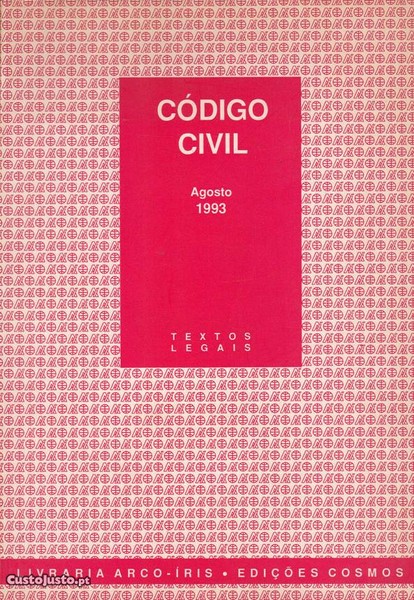 CÓDIGO
CIVIL
Agosto
1993
TEXTOS
LEGAIS
LIVRARIA ARCO-ÍRIS • EDIÇÕES COSMOS
CustoJusto.pt